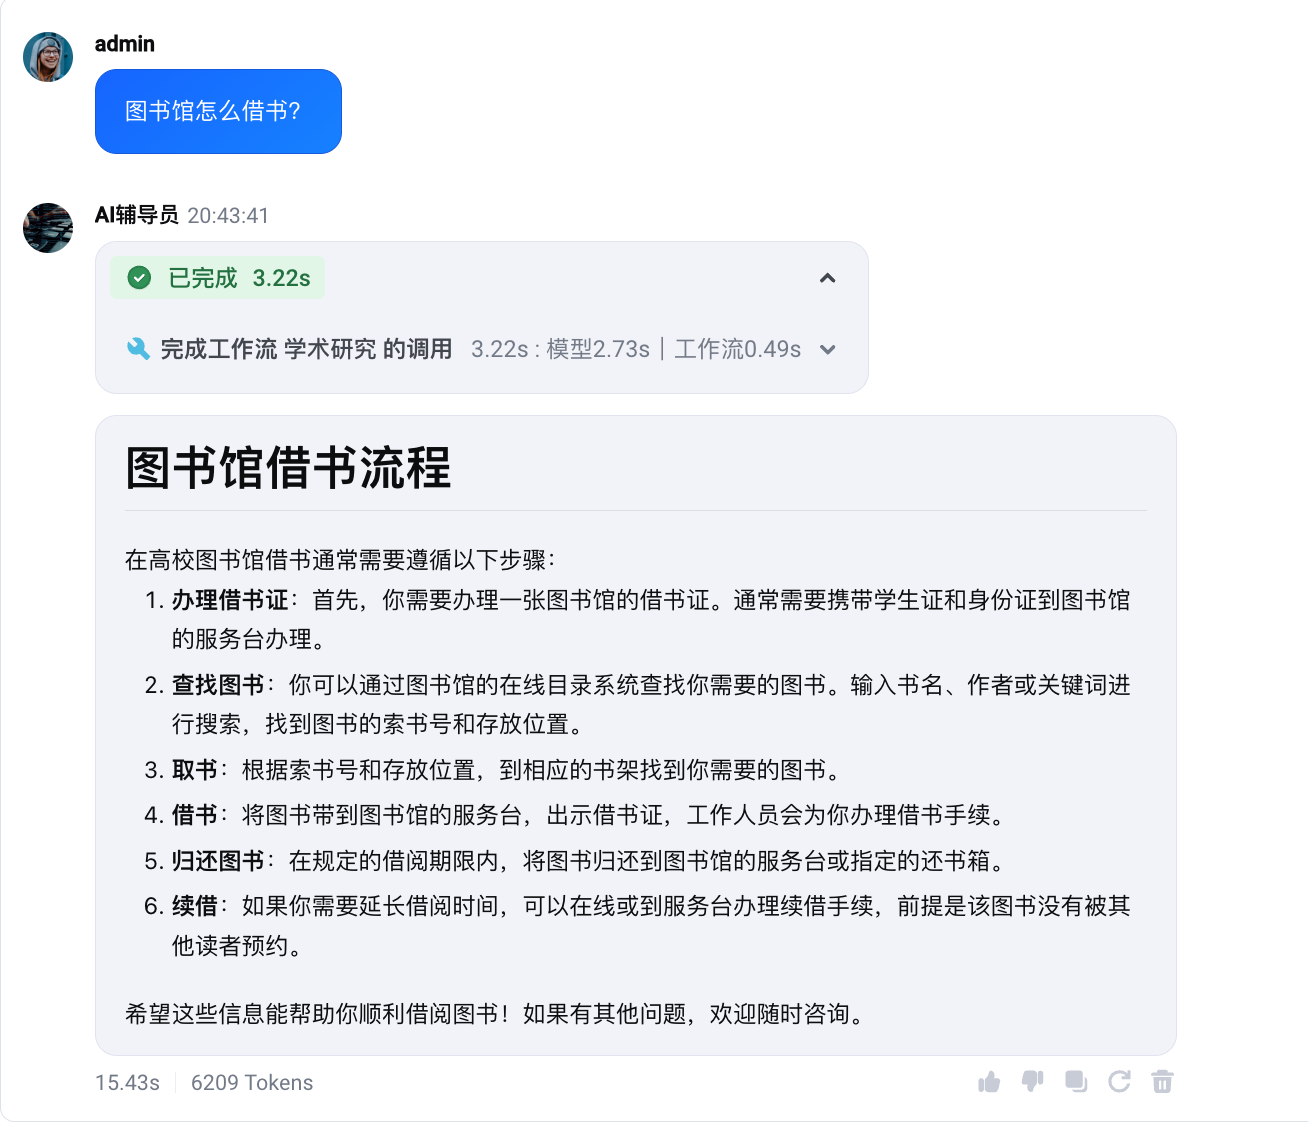 admin
图书馆怎么借书?
AI辅导员 20:43:41
已完成 3.22s
完成工作流 学术研究 的调用 3.22s : 模型2.73s | 工作流0.49s
图书馆借书流程
在高校图书馆借书通常需要遵循以下步骤：
1. 办理借书证：首先，你需要办理一张图书馆的借书证。通常需要携带学生证和身份证到图书馆
的服务台办理。
2. 查找图书：你可以通过图书馆的在线目录系统查找你需要的图书。输入书名、作者或关键词进
行搜索，找到图书的索书号和存放位置。
3. 取书：根据索书号和存放位置，到相应的书架找到你需要的图书。
4. 借书：将图书带到图书馆的服务台，出示借书证，工作人员会为你办理借书手续。
5. 归还图书：在规定的借阅期限内，将图书归还到图书馆的服务台或指定的还书箱。
6. 续借：如果你需要延长借阅时间，可以在线或到服务台办理续借手续，前提是该图书没有被其
他读者预约。
希望这些信息能帮助你顺利借阅图书！如果有其他问题，欢迎随时咨询。
15.43s | 6209 Tokens